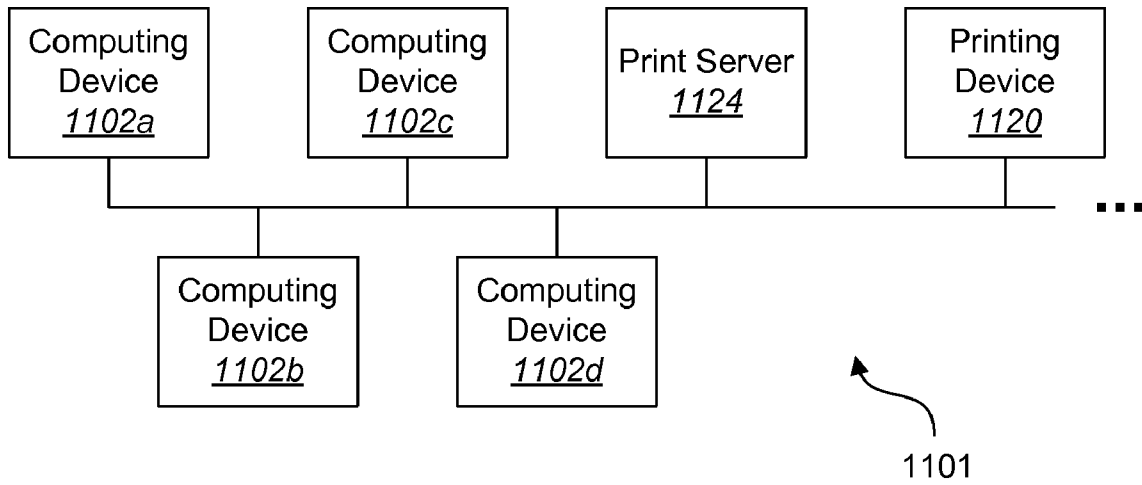 Computing
Device
1102a
Computing
Device
1102c
Print Server
1124
Printing
Device
1120
...
Computing
Device
1102b
Computing
Device
1102d
1101